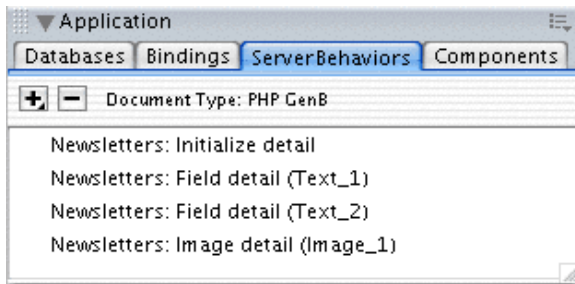 Application
Databases Bindings ServerBehaviors Components
Document Type: PHP GenB
Newsletters: Initialize detail
Newsletters: Field detail (Text_1)
Newsletters: Field detail (Text_2)
Newsletters: Image detail (Image_1)